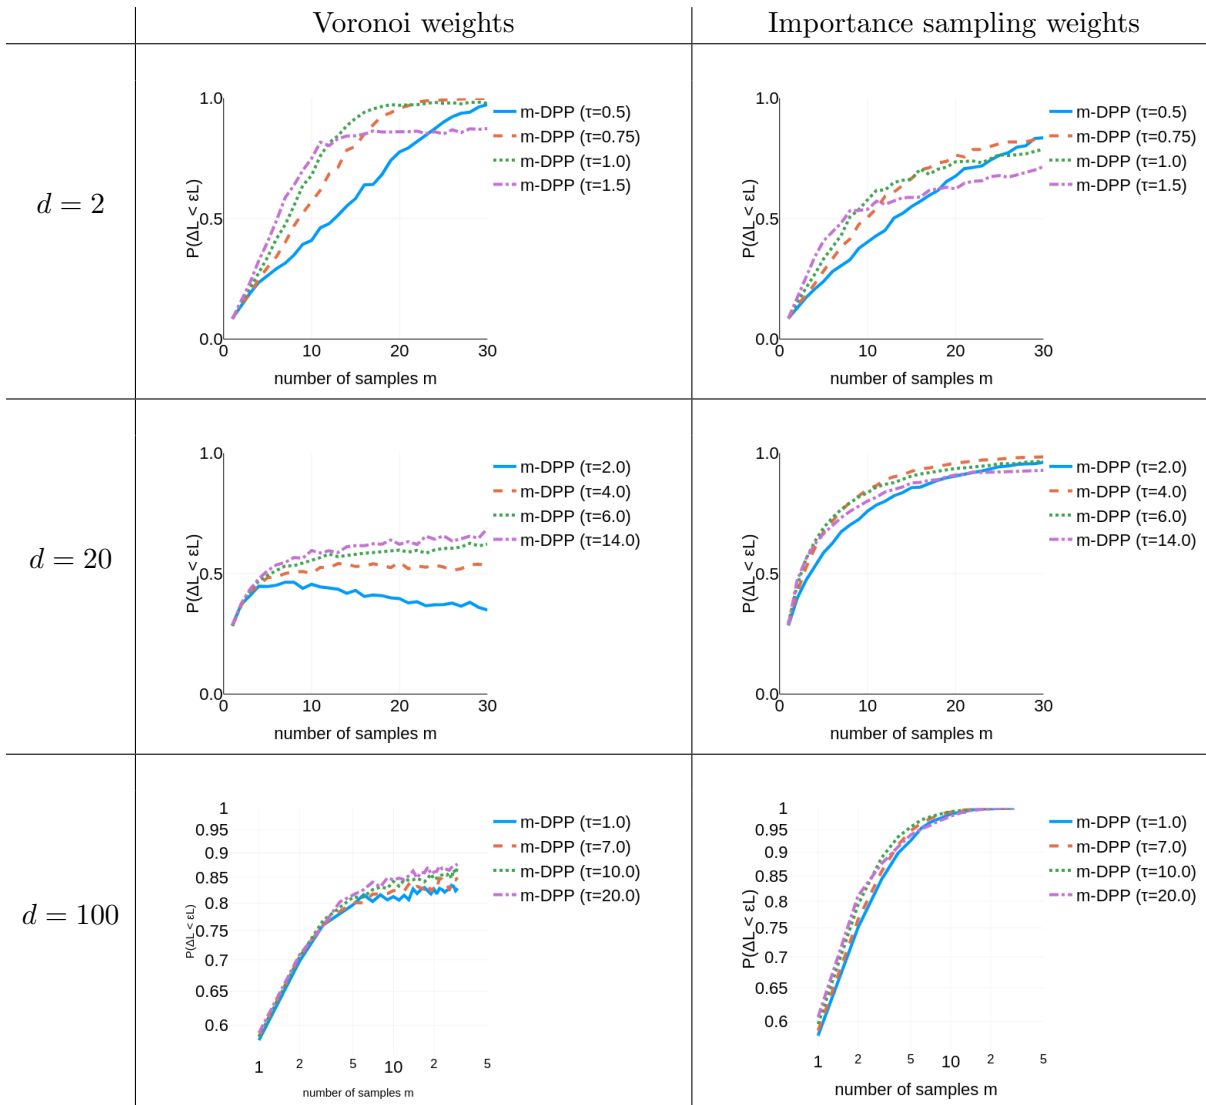 Voronoi weights
Importance sampling weights
d = 2
1.0
0.5
0.0
0
10
20
30
P(ΔL < εL)
number of samples m
m-DPP (τ=0.5)
m-DPP (τ=0.75)
m-DPP (τ=1.0)
m-DPP (τ=1.5)
1.0
0.5
0.0
0
10
20
30
P(ΔL < εL)
number of samples m
m-DPP (τ=0.5)
m-DPP (τ=0.75)
m-DPP (τ=1.0)
m-DPP (τ=1.5)
d = 20
1.0
0.5
0.0
0
10
20
30
P(ΔL < εL)
number of samples m
m-DPP (τ=2.0)
m-DPP (τ=4.0)
m-DPP (τ=6.0)
m-DPP (τ=14.0)
1.0
0.5
0.0
0
10
20
30
P(ΔL < εL)
number of samples m
m-DPP (τ=2.0)
m-DPP (τ=4.0)
m-DPP (τ=6.0)
m-DPP (τ=14.0)
d = 100
1
0.95
0.9
0.85
0.8
0.75
0.7
0.65
0.6
1
2
5
10
2
5
P(ΔL < εL)
number of samples m
m-DPP (τ=1.0)
m-DPP (τ=7.0)
m-DPP (τ=10.0)
m-DPP (τ=20.0)
1
0.95
0.9
0.85
0.8
0.75
0.7
0.65
0.6
1
2
5
10
2
5
P(ΔL < εL)
number of samples m
m-DPP (τ=1.0)
m-DPP (τ=7.0)
m-DPP (τ=10.0)
m-DPP (τ=20.0)